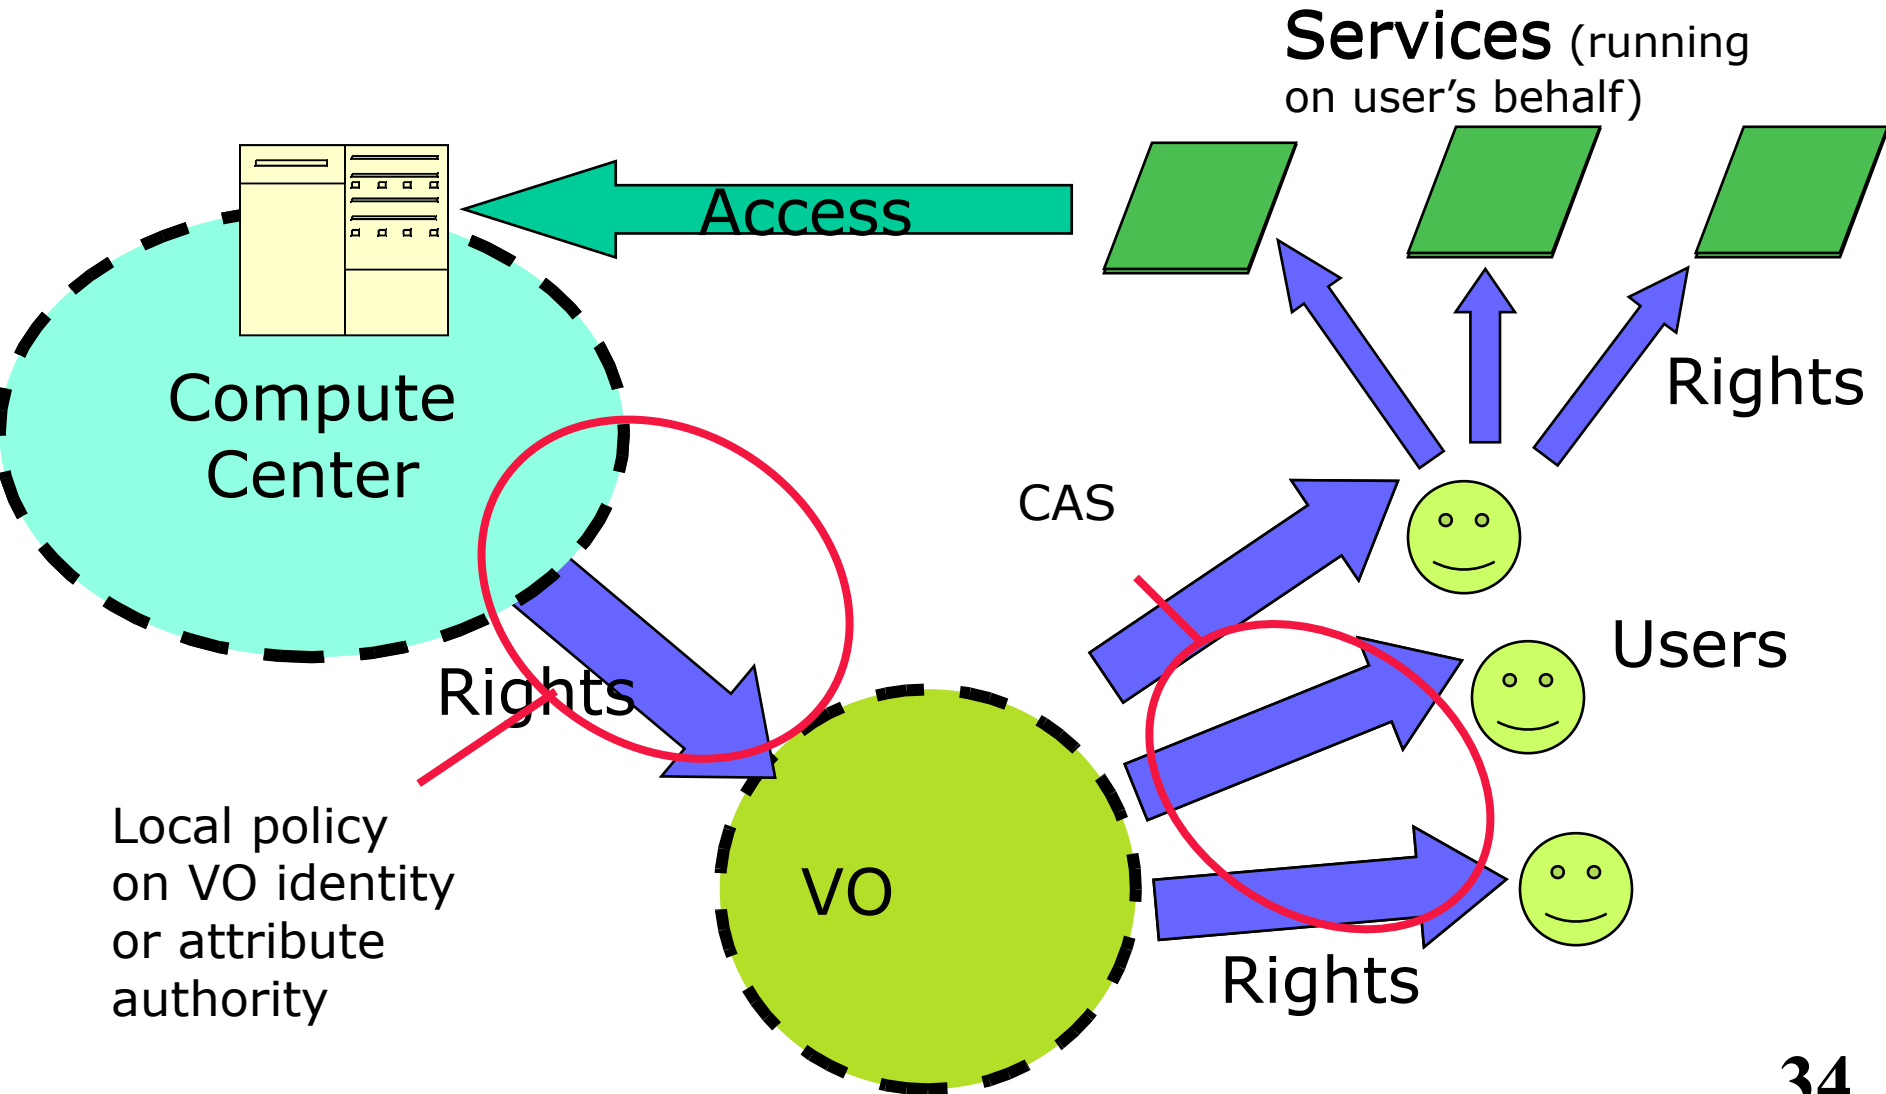 Services (running
on user’s behalf)
Access
Compute
Center
Rights
CAS
Users
Rights
Local policy
on VO identity
or attribute
authority
VO
Rights
34